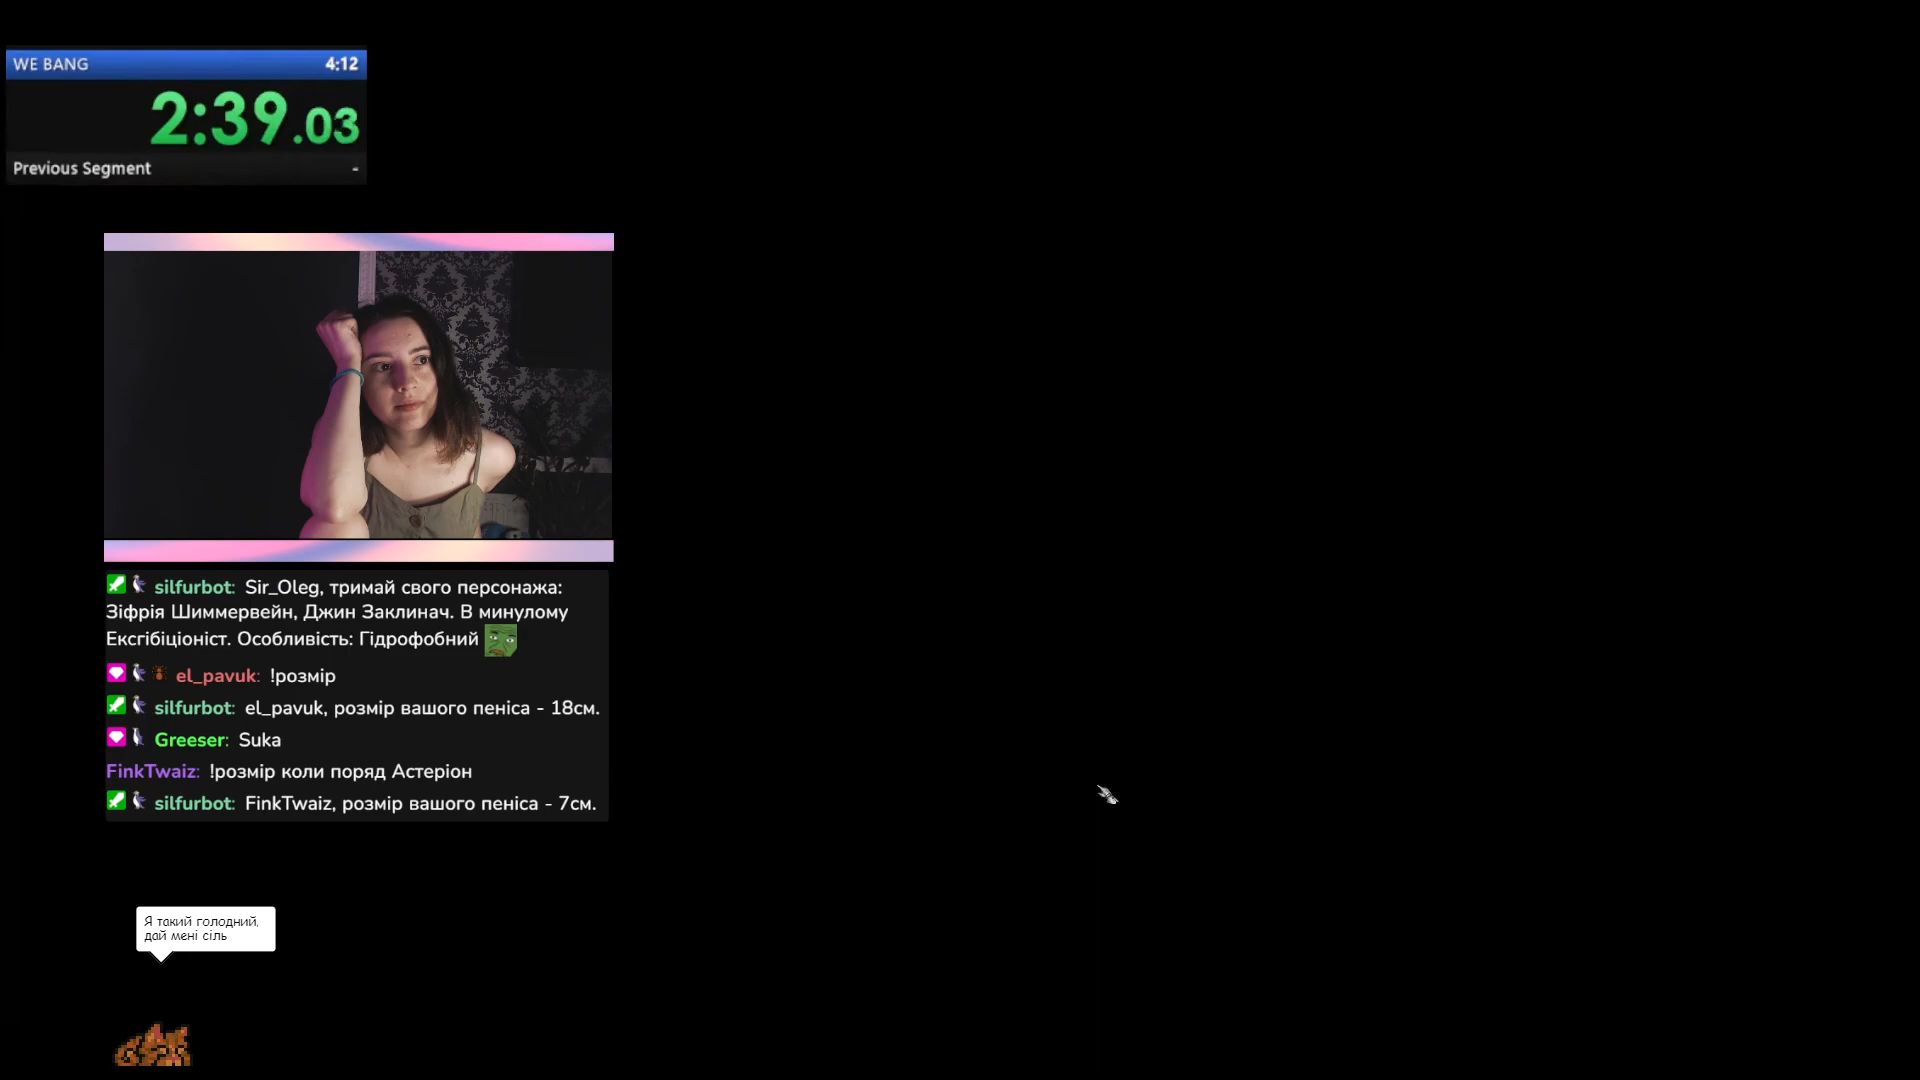 WE BANG 4:12
2:39.03
Previous Segment -
silfurbot: Sir_Oleg, тримай свого персонажа:
Зіфрія Шиммервейн, Джин Заклинач. В минулому
Ексгібіціоніст. Особливість: Гідрофобний
el_pavuk: !розмір
silfurbot: el_pavuk, розмір вашого пеніса - 18см.
Greeser: Suka
FinkTwaiz: !розмір коли поряд Астеріон
silfurbot: FinkTwaiz, розмір вашого пеніса - 7см.
Я такий голодний,
дай мені сіль